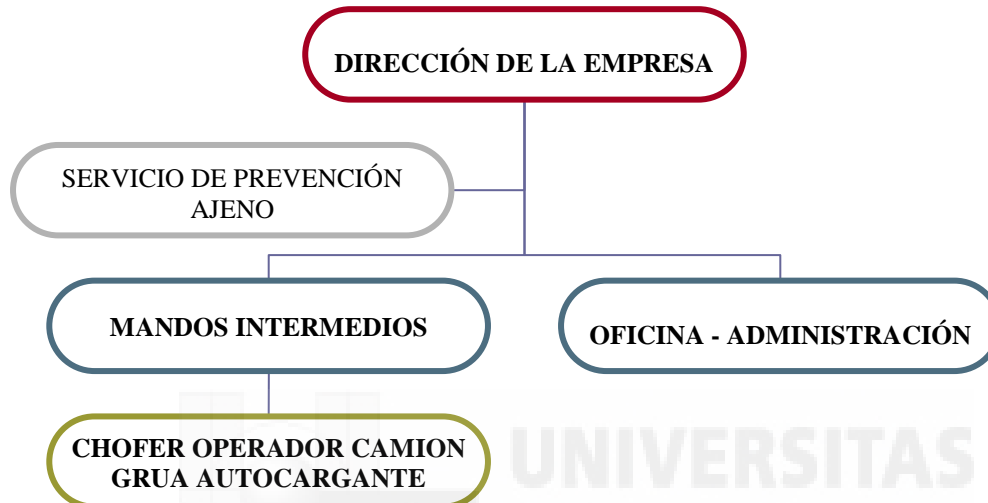 DIRECCIÓN DE LA EMPRESA
SERVICIO DE PREVENCIÓN
AJENO
MANDOS INTERMEDIOS
OFICINA - ADMINISTRACIÓN
CHOFER OPERADOR CAMION
GRUA AUTOCARGANTE
UNIVERSITAS